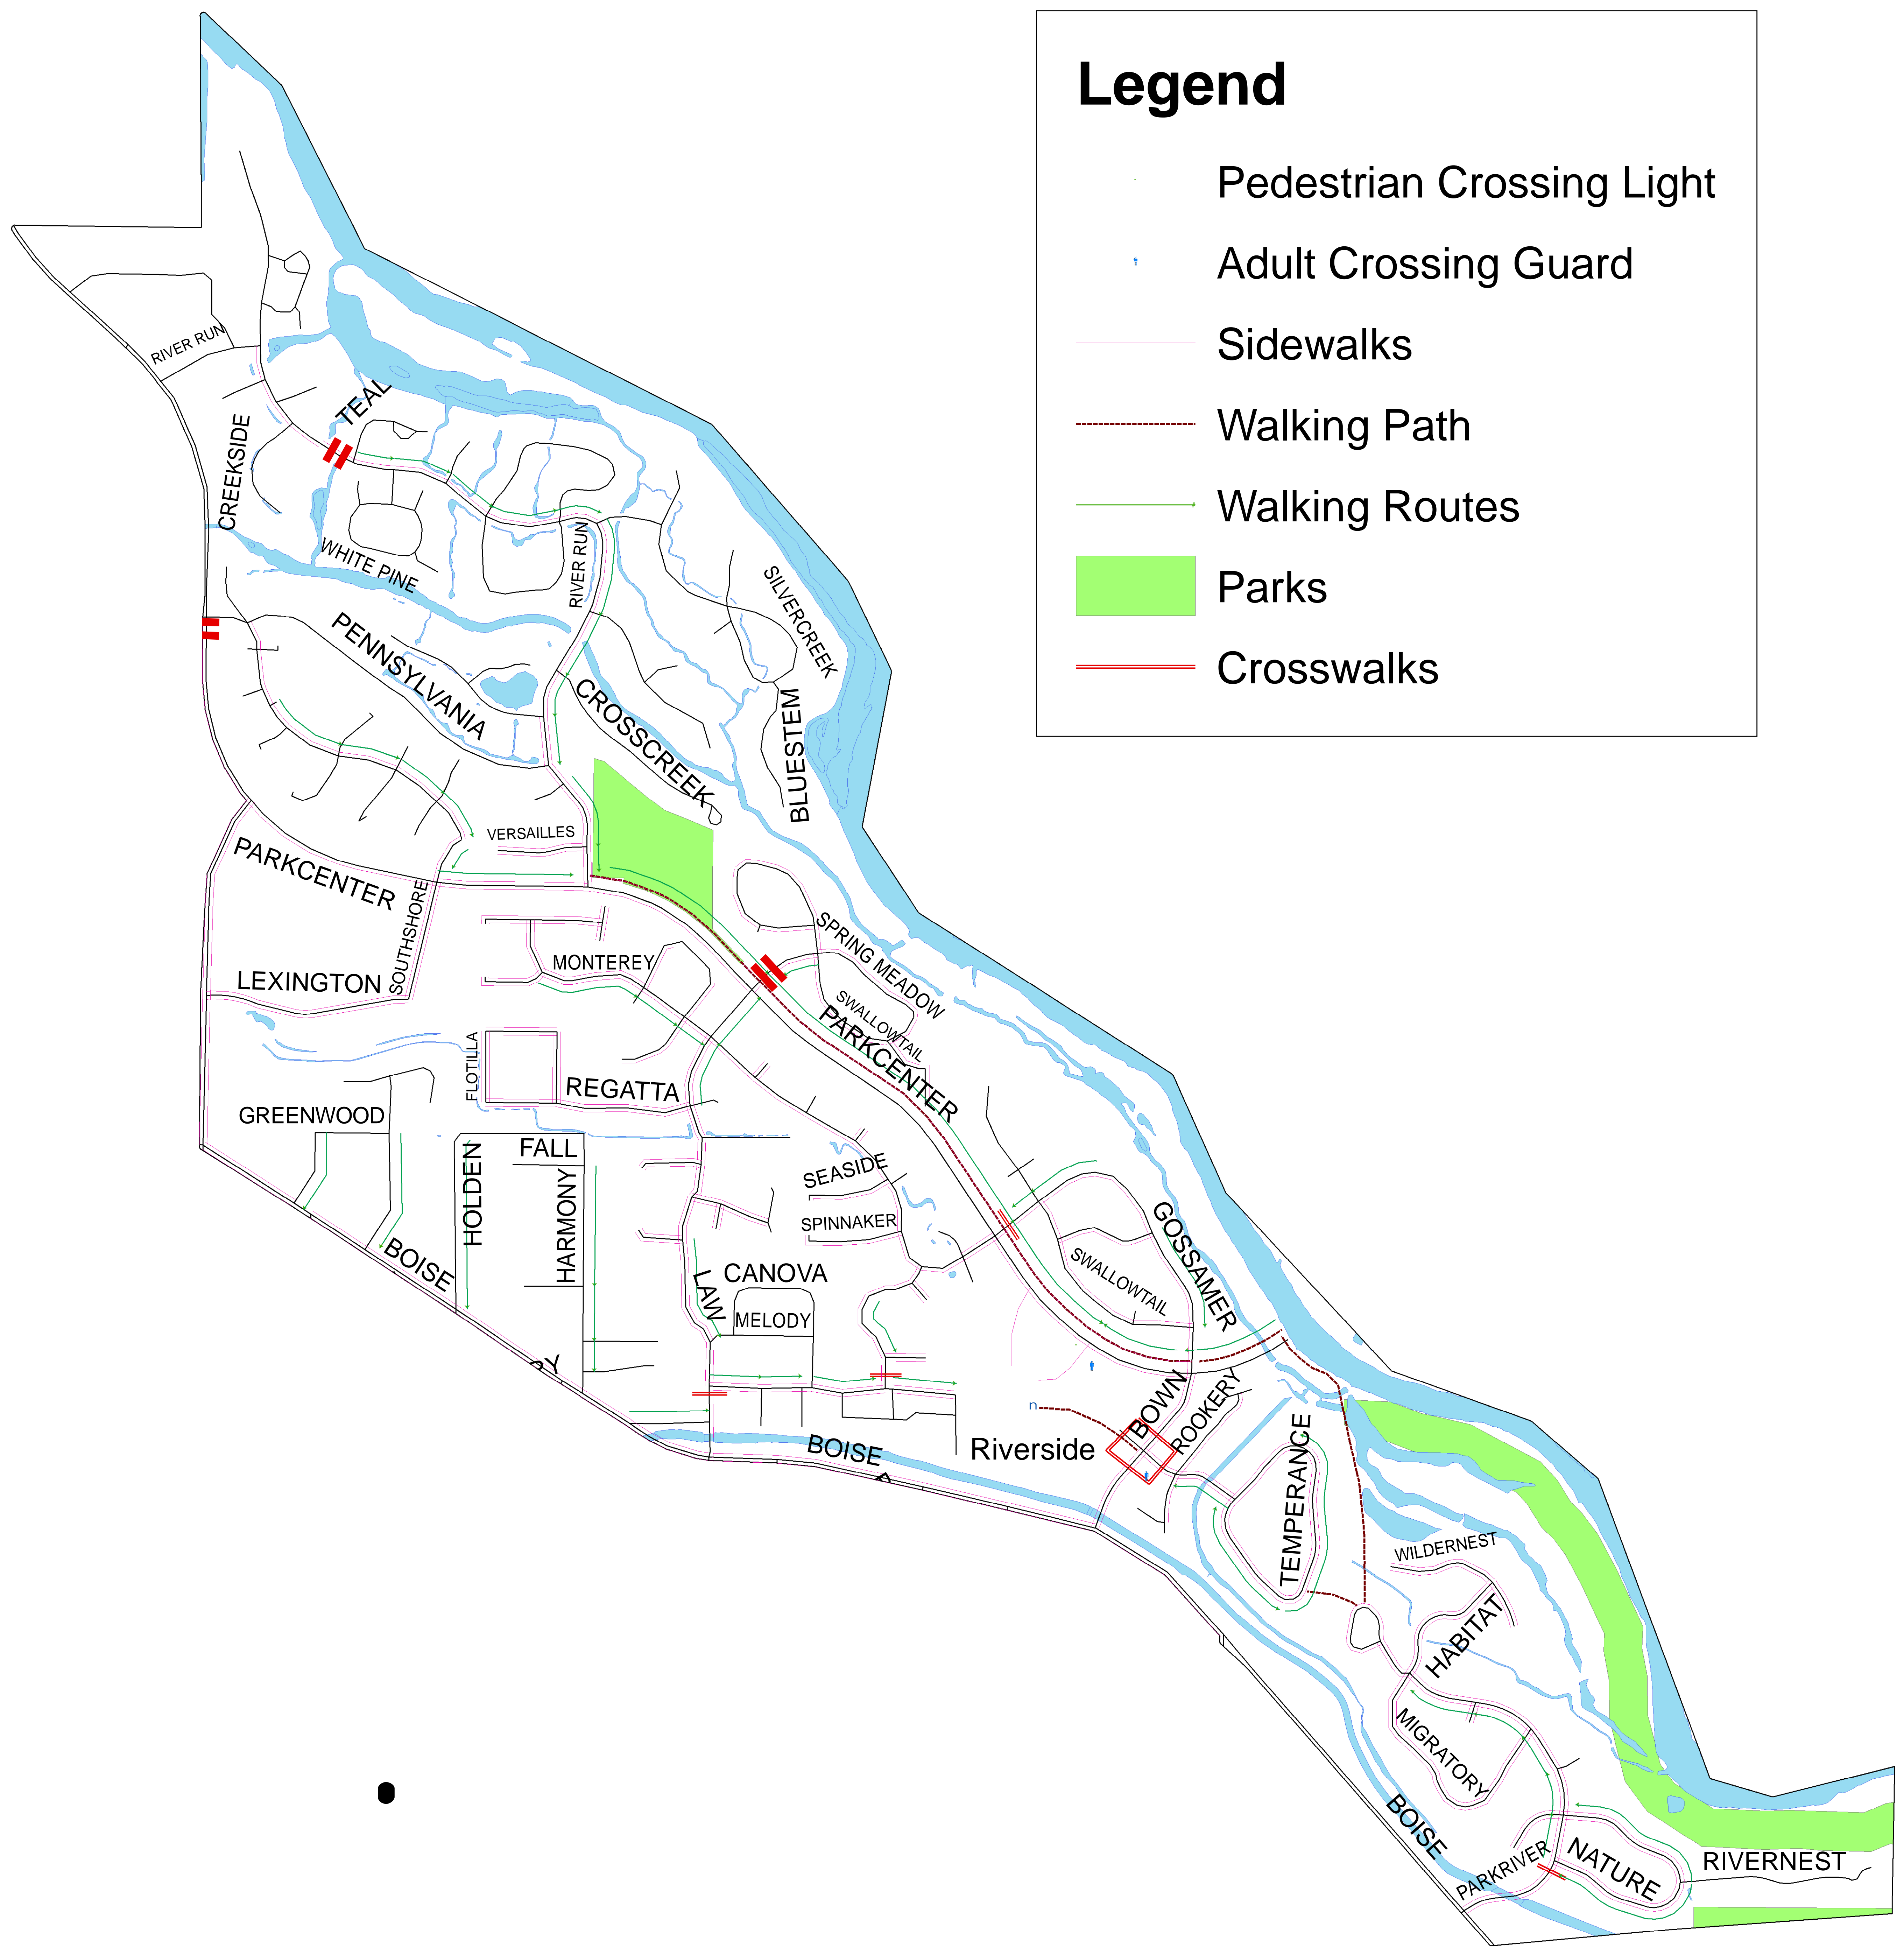 Legend
Pedestrian Crossing Light
Adult Crossing Guard
Sidewalks
Walking Path
Walking Routes
Parks
Crosswalks
RIVER RUN
TEAL
CREEKSIDE
WHITE PINE
RIVER RUN
SILVERCREEK
PENNSYLVANIA
CROSSCREEK
BLUESTEM
VERSAILLES
PARKCENTER
SOUTHSHORE
LEXINGTON
MONTEREY
SPRING MEADOW
SWALLOWTAIL
PARKCENTER
FLOTILLA
REGATTA
GREENWOOD
FALL
HOLDEN
HARMONY
SEASIDE
SPINNAKER
BOISE
LAW
CANOVA
MELODY
GOSSAMER
SWALLOWTAIL
BOWN
ROOKERY
n
Riverside
BOISE
TEMPERANCE
WILDERNEST
HABITAT
MIGRATORY
BOISE
PARKRIVER
NATURE
RIVERNEST